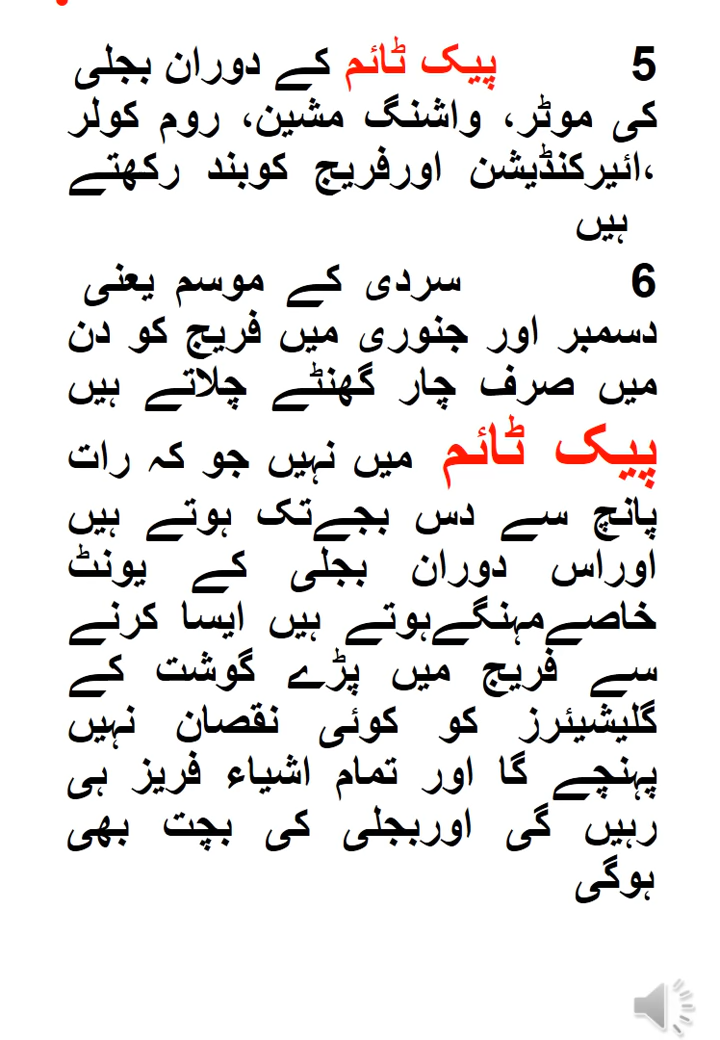 5 پیک ٹائم کے دوران بجلی
کی موٹر، واشنگ مشین، روم کولر
،ائیرکنڈیشن اورفریج کوبند رکھتے
ہیں
6 سردی کے موسم یعنی
دسمبر اور جنوری میں فریج کو دن
میں صرف چار گھنٹے چلاتے ہیں
پیک ٹائم میں نہیں جو کہ رات
پانچ سے دس بجےتک ہوتے ہیں
اوراس دوران بجلی کے یونٹ
خاصےمہنگےہوتے ہیں ایسا کرنے
سے فریج میں پڑے گوشت کے
گلیشیئرز کو کوئی نقصان نہیں
پہنچے گا اور تمام اشیاء فریز ہی
رہیں گی اوربجلی کی بچت بھی
ہوگی